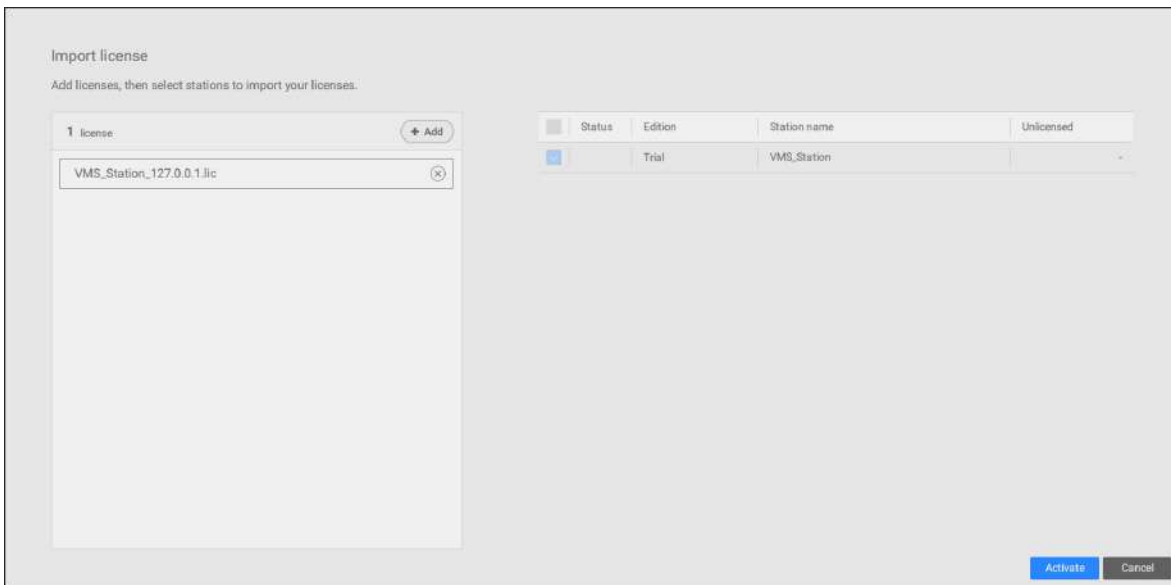 Import license
Add licenses, then select stations to import your licenses.
1 license + Add
VMS_Station_127.0.0.1.lic
Status Edition Station name Unlicensed
Trial VMS_Station -
Activate Cancel